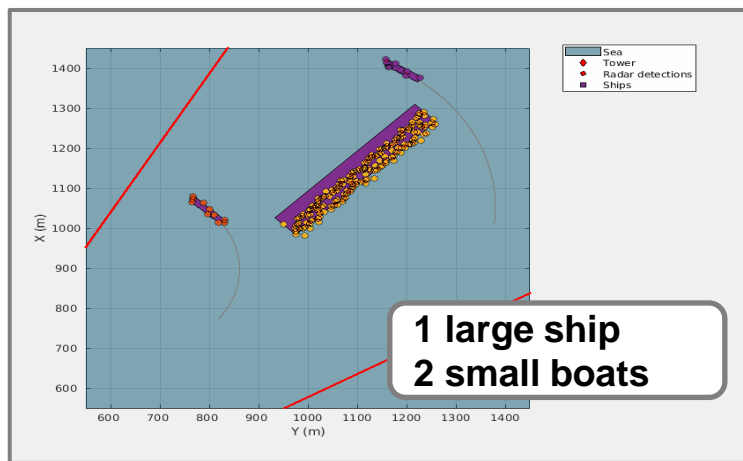 Sea
Tower
Radar detections
Ships
1400
1300
1200
1100
1000
900
800
700
600
X (m)
600
700
800
900
1000
1100
1200
1300
1400
Y (m)
1 large ship
2 small boats